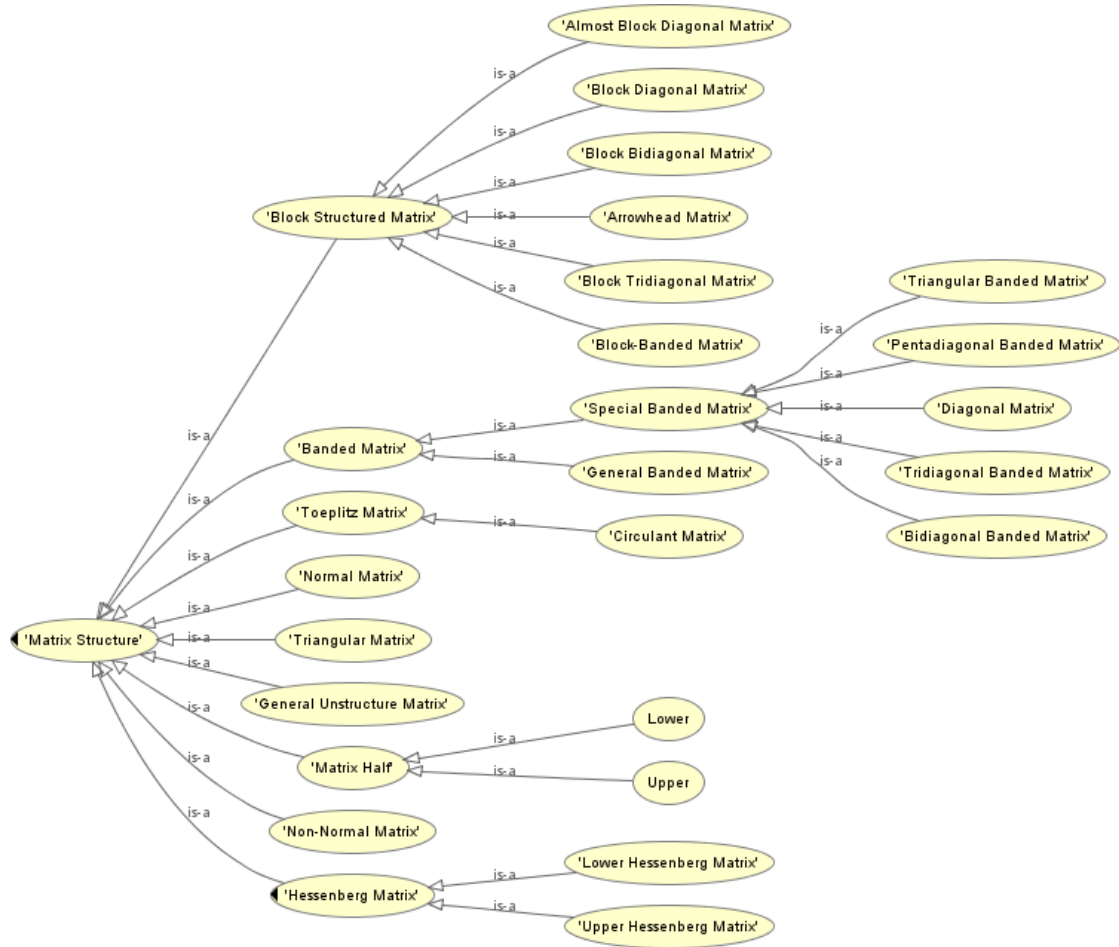 'Almost Block Diagonal Matrix'
is-a
'Block Diagonal Matrix'
is-a
'Block Bidiagonal Matrix'
is-a
'Block Structured Matrix'
is-a
'Arrowhead Matrix'
is-a
'Block Tridiagonal Matrix'
'Triangular Banded Matrix'
is-a
is-a
'Block-Banded Matrix'
'Pentadiagonal Banded Matrix'
is-a
'Special Banded Matrix'
is-a
'Diagonal Matrix'
is-a
is-a
is-a
'Banded Matrix'
is-a
'General Banded Matrix'
is-a
'Tridiagonal Banded Matrix'
is-a
'Toeplitz Matrix'
is-a
'Circulant Matrix'
'Bidiagonal Banded Matrix'
is-a
'Normal Matrix'
is-a
'Matrix Structure'
is-a
'Triangular Matrix'
is-a
'General Unstructure Matrix'
is-a
Lower
is-a
is-a
'Matrix Half'
is-a
Upper
is-a
'Non-Normal Matrix'
'Lower Hessenberg Matrix'
is-a
'Hessenberg Matrix'
is-a
'Upper Hessenberg Matrix'